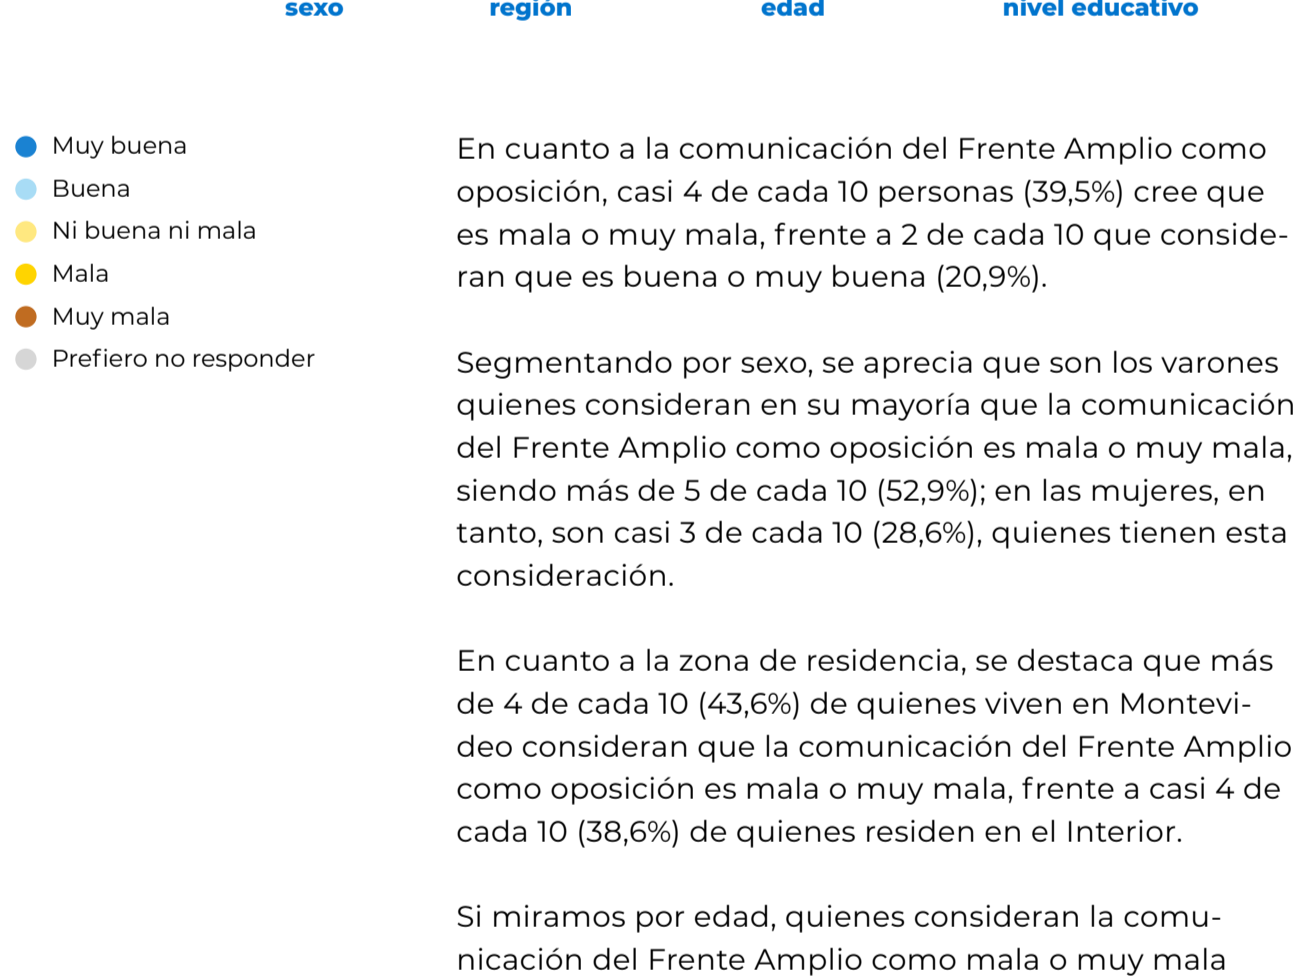 sexo región edad nivel educativo
Muy buena
Buena
Ni buena ni mala
Mala
Muy mala
Prefiero no responder
En cuanto a la comunicación del Frente Amplio como
oposición, casi 4 de cada 10 personas (39,5%) cree que
es mala o muy mala, frente a 2 de cada 10 que conside-
ran que es buena o muy buena (20,9%).
Segmentando por sexo, se aprecia que son los varones
quienes consideran en su mayoría que la comunicación
del Frente Amplio como oposición es mala o muy mala,
siendo más de 5 de cada 10 (52,9%); en las mujeres, en
tanto, son casi 3 de cada 10 (28,6%), quienes tienen esta
consideración.
En cuanto a la zona de residencia, se destaca que más
de 4 de cada 10 (43,6%) de quienes viven en Montevi-
deo consideran que la comunicación del Frente Amplio
como oposición es mala o muy mala, frente a casi 4 de
cada 10 (38,6%) de quienes residen en el Interior.
Si miramos por edad, quienes consideran la comu-
nicación del Frente Amplio como mala o muy mala